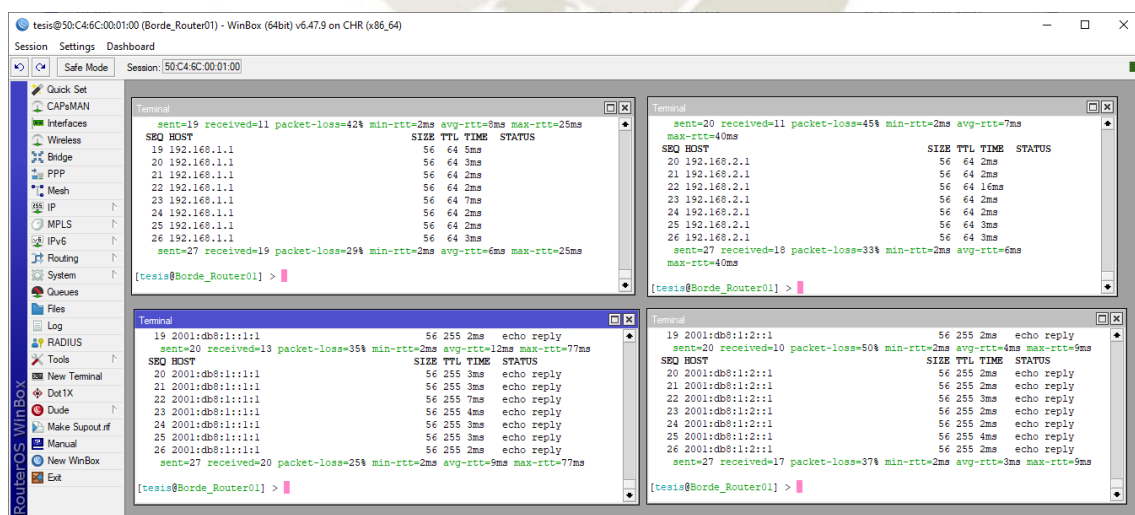 tesis@50:C4:6C:00:01:00 (Borde_Router01) - WinBox (64bit) v6.47.9 on CHR (x86_64)
Session Settings Dashboard
Safe Mode Session: 50:C4:6C:00:01:00
Quick Set
CAPsMAN
Interfaces
Wireless
Bridge
PPP
Mesh
IP
MPLS
IPv6
Routing
System
Queues
Files
Log
RADIUS
Tools
New Terminal
Dot1X
Dude
Make Supout.rif
Manual
New WinBox
Exit
RouterOS WinBox
Terminal
sent=19 received=11 packet-loss=42% min-rtt=2ms avg-rtt=8ms max-rtt=25ms
SEQ HOST SIZE TTL TIME STATUS
19 192.168.1.1 56 64 5ms
20 192.168.1.1 56 64 3ms
21 192.168.1.1 56 64 2ms
22 192.168.1.1 56 64 2ms
23 192.168.1.1 56 64 7ms
24 192.168.1.1 56 64 2ms
25 192.168.1.1 56 64 2ms
26 192.168.1.1 56 64 3ms
sent=27 received=19 packet-loss=29% min-rtt=2ms avg-rtt=6ms max-rtt=25ms
[tesis@Borde_Router01] >
Terminal
sent=20 received=11 packet-loss=45% min-rtt=2ms avg-rtt=7ms
max-rtt=40ms
SEQ HOST SIZE TTL TIME STATUS
20 192.168.2.1 56 64 2ms
21 192.168.2.1 56 64 2ms
22 192.168.2.1 56 64 16ms
23 192.168.2.1 56 64 2ms
24 192.168.2.1 56 64 2ms
25 192.168.2.1 56 64 3ms
26 192.168.2.1 56 64 3ms
sent=27 received=18 packet-loss=33% min-rtt=2ms avg-rtt=6ms
max-rtt=40ms
[tesis@Borde_Router01] >
Terminal
19 2001:db8:1:1::1 56 255 2ms echo reply
sent=20 received=13 packet-loss=35% min-rtt=2ms avg-rtt=12ms max-rtt=77ms
SEQ HOST SIZE TTL TIME STATUS
20 2001:db8:1:1::1 56 255 3ms echo reply
21 2001:db8:1:1::1 56 255 3ms echo reply
22 2001:db8:1:1::1 56 255 7ms echo reply
23 2001:db8:1:1::1 56 255 4ms echo reply
24 2001:db8:1:1::1 56 255 3ms echo reply
25 2001:db8:1:1::1 56 255 3ms echo reply
26 2001:db8:1:1::1 56 255 2ms echo reply
sent=27 received=20 packet-loss=25% min-rtt=2ms avg-rtt=9ms max-rtt=77ms
[tesis@Borde_Router01] >
Terminal
19 2001:db8:1:2::1 56 255 2ms echo reply
sent=20 received=10 packet-loss=50% min-rtt=2ms avg-rtt=4ms max-rtt=9ms
SEQ HOST SIZE TTL TIME STATUS
20 2001:db8:1:2::1 56 255 2ms echo reply
21 2001:db8:1:2::1 56 255 2ms echo reply
22 2001:db8:1:2::1 56 255 3ms echo reply
23 2001:db8:1:2::1 56 255 2ms echo reply
24 2001:db8:1:2::1 56 255 2ms echo reply
25 2001:db8:1:2::1 56 255 4ms echo reply
26 2001:db8:1:2::1 56 255 2ms echo reply
sent=27 received=17 packet-loss=37% min-rtt=2ms avg-rtt=3ms max-rtt=9ms
[tesis@Borde_Router01] >